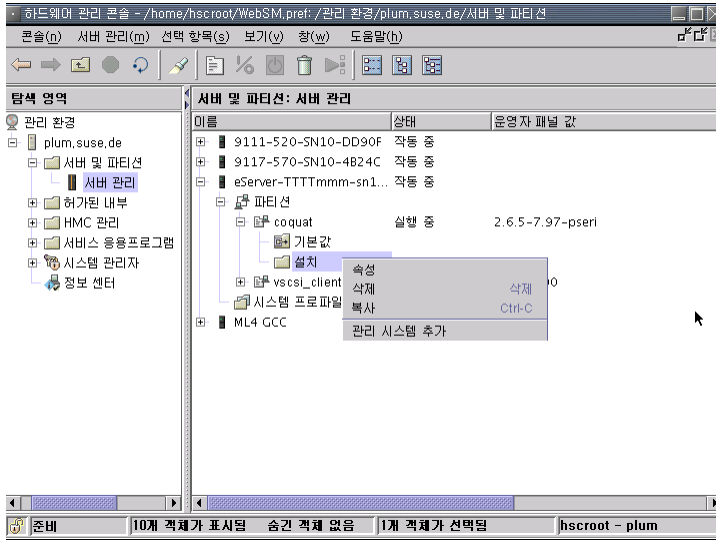 하드웨어 관리 콘솔 - /home/hscroot/WebSM.pref: /관리 환경/plum.suse.de/서버 및 파티션
콘솔(n) 서버 관리(m) 선택 항목(s) 보기(v) 창(w) 도움말(h)
탐색 영역
서버 및 파티션: 서버 관리
관리 환경
plum.suse.de
서버 및 파티션
서버 관리
허가된 내부
HMC 관리
서비스 응용프로그램
시스템 관리자
정보 센터
이름 상태 운영자 패널 값
9111-520-SN10-DD90F 작동 중
9117-570-SN10-4B24C 작동 중
eServer-TTTTmmm-sn1... 작동 중
파티션
coquat 실행 중 2.6.5-7.97-pseri
기본값
설치
vscsi_client
시스템 프로파일
ML4 GCC
속성
삭제 삭제
복사 Ctrl-C
관리 시스템 추가
준비 10개 객체가 표시됨 숨긴 객체 없음 1개 객체가 선택됨 hscroot - plum